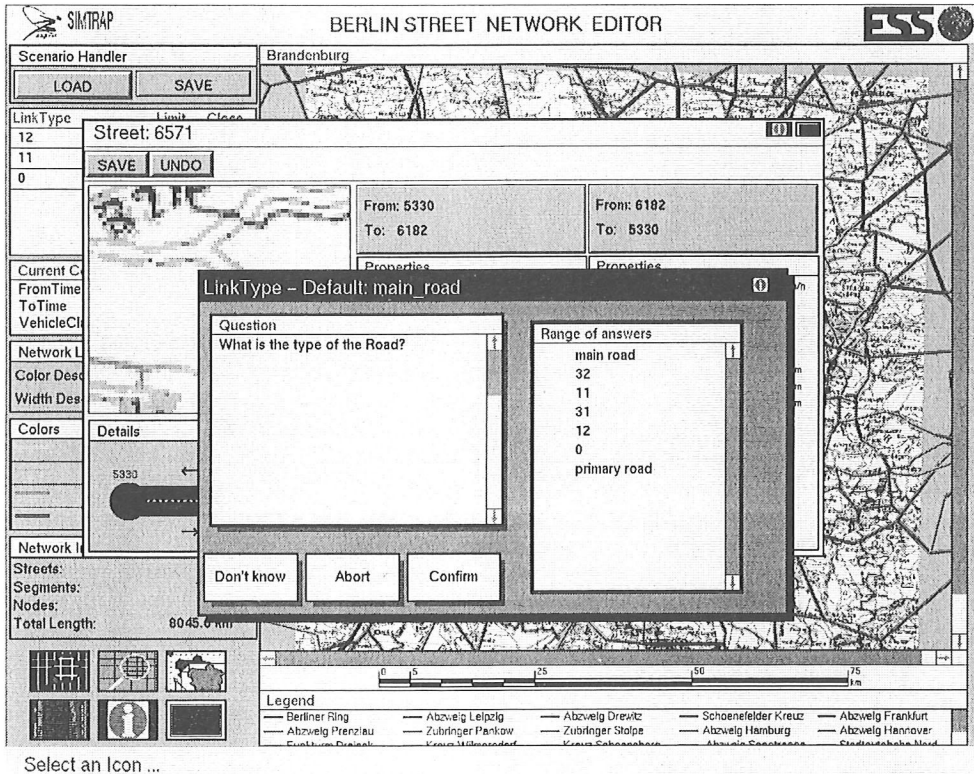 SIMTRAP
BERLIN STREET NETWORK EDITOR
ESS
Scenario Handler
LOAD
SAVE
LinkType Limit Close
12
11
0
Brandenburg
Street: 6571
SAVE
UNDO
From: 5330
To: 6182
From: 6182
To: 5330
Properties
Properties
LinkType – Default: main_road
Question
What is the type of the Road?
Range of answers
main road
32
11
31
12
0
primary road
Don't know
Abort
Confirm
Details
5330
Current
FromTime
ToTime
Network
Color
Width
Colors
Network
Streets:
Segments:
Nodes:
Total Length: 8045.0 km
0 5 25 50 75
km
Legend
Berliner Ring
Abzweig Leipzig
Abzweig Drewitz
Schoenefelder Kreuz
Abzweig Frankfurt
Abzweig Prenzlau
Zubringer Pankow
Zubringer Stolpe
Abzweig Hamburg
Abzweig Hannover
Select an Icon ...